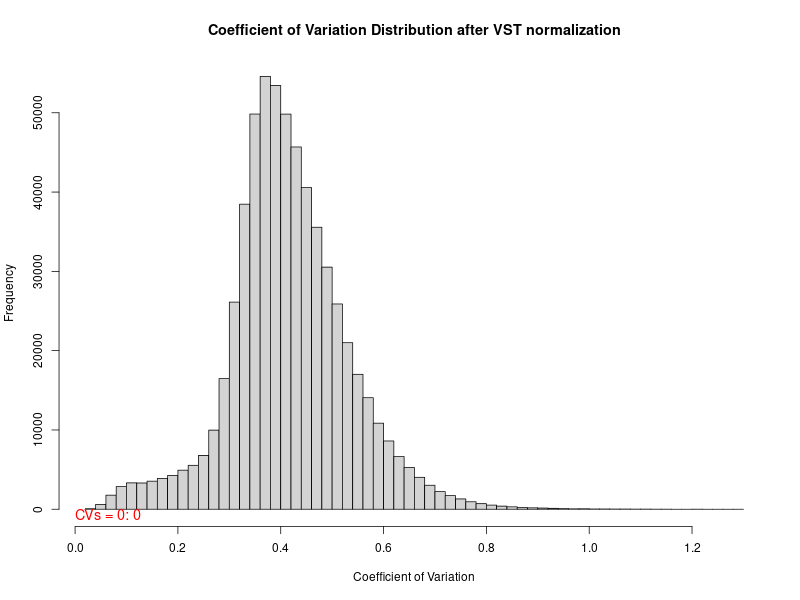 Coefficient of Variation Distribution after VST normalization
Frequency
50000
40000
30000
20000
10000
0
CVs = 0: 0
0.0 0.2 0.4 0.6 0.8 1.0 1.2
Coefficient of Variation